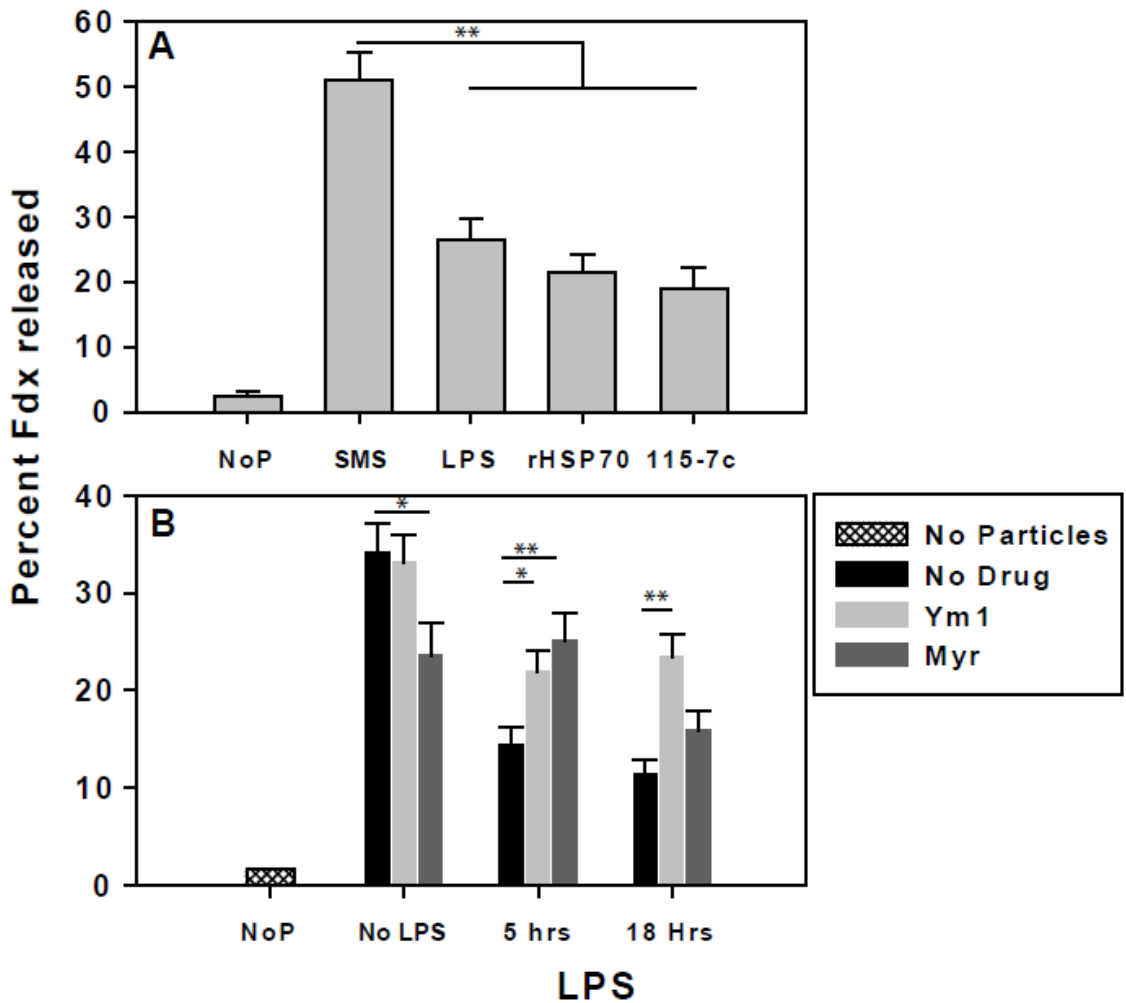 Percent Fdx released
A
60
50
40
30
20
10
0
**
NoP SMS LPS rHSP70 115-7c
B
40
30
20
10
0
*
**
*
**
NoP No LPS 5 hrs 18 Hrs
LPS
No Particles
No Drug
Ym1
Myr